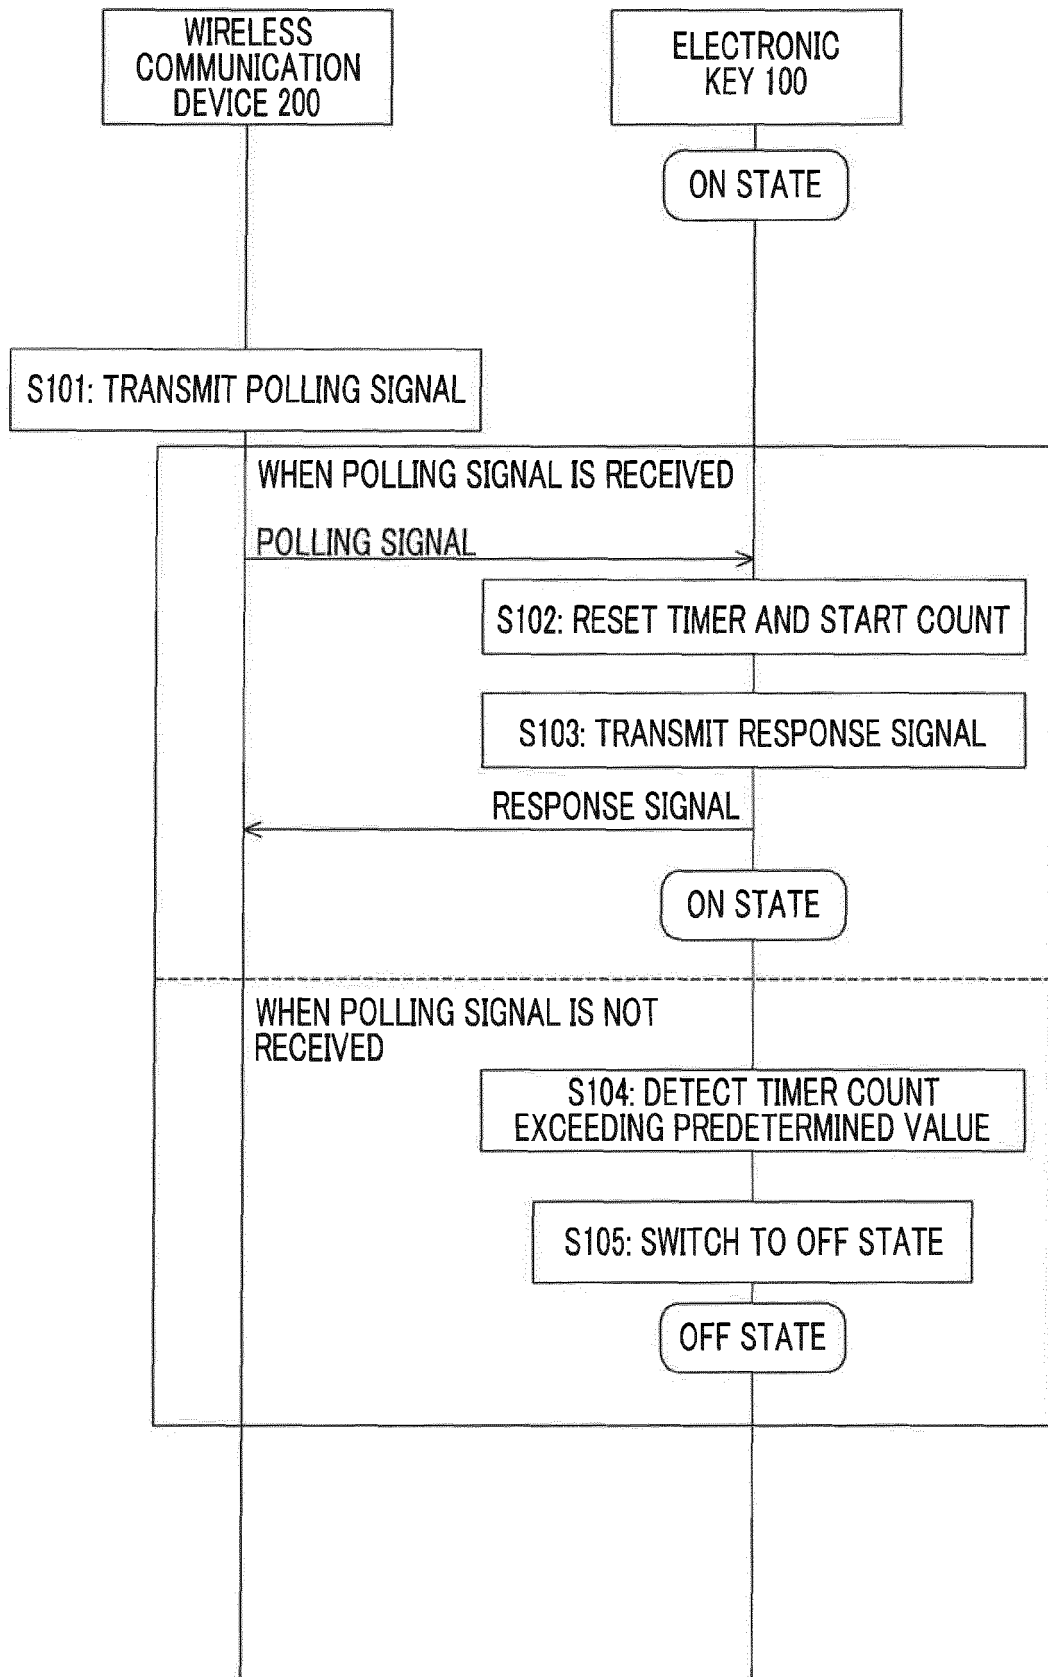 WIRELESS
COMMUNICATION
DEVICE 200
ELECTRONIC
KEY 100
ON STATE
S101: TRANSMIT POLLING SIGNAL
WHEN POLLING SIGNAL IS RECEIVED
POLLING SIGNAL
S102: RESET TIMER AND START COUNT
S103: TRANSMIT RESPONSE SIGNAL
RESPONSE SIGNAL
ON STATE
WHEN POLLING SIGNAL IS NOT
RECEIVED
S104: DETECT TIMER COUNT
EXCEEDING PREDETERMINED VALUE
S105: SWITCH TO OFF STATE
OFF STATE